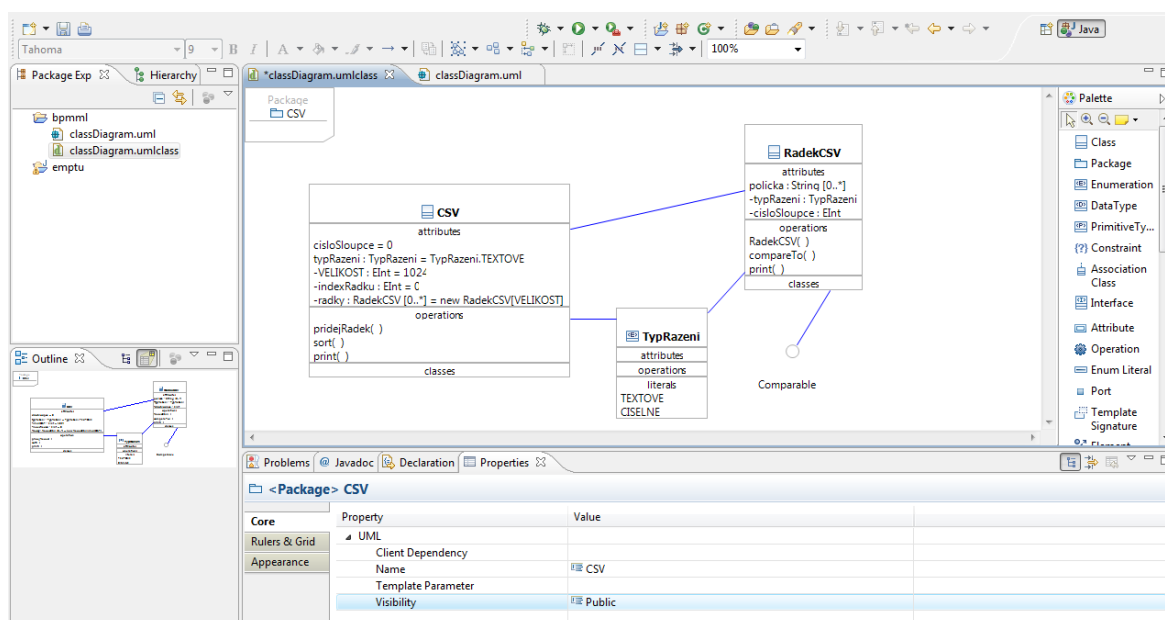 Java
Tahoma
9
B I A
100%
Package Exp
Hierarchy
bpmml
classDiagram.uml
classDiagram.umlclass
emptu
Outline
*classDiagram.umlclass
classDiagram.uml
Package
CSV
CSV
attributes
cisloSloupce = 0
typRazeni : TypRazeni = TypRazeni.TEXTOVE
-VELIKOST : EInt = 1024
-indexRadku : EInt = 0
-radky : RadekCSV [0..*] = new RadekCSV[VELIKOST]
operations
pridejRadek( )
sort( )
print( )
classes
RadekCSV
attributes
policka : String [0..*]
-typRazeni : TypRazeni
-cisloSloupce : EInt
operations
RadekCSV( )
compareTo( )
print( )
classes
TypRazeni
attributes
operations
literals
TEXTOVE
CISELNE
Comparable
Palette
Class
Package
Enumeration
DataType
PrimitiveTy...
Constraint
Association
Class
Interface
Attribute
Operation
Enum Literal
Port
Template
Signature
Problems
Javadoc
Declaration
Properties
<Package> CSV
Core
Rulers & Grid
Appearance
Property Value
UML
Client Dependency
Name CSV
Template Parameter
Visibility Public